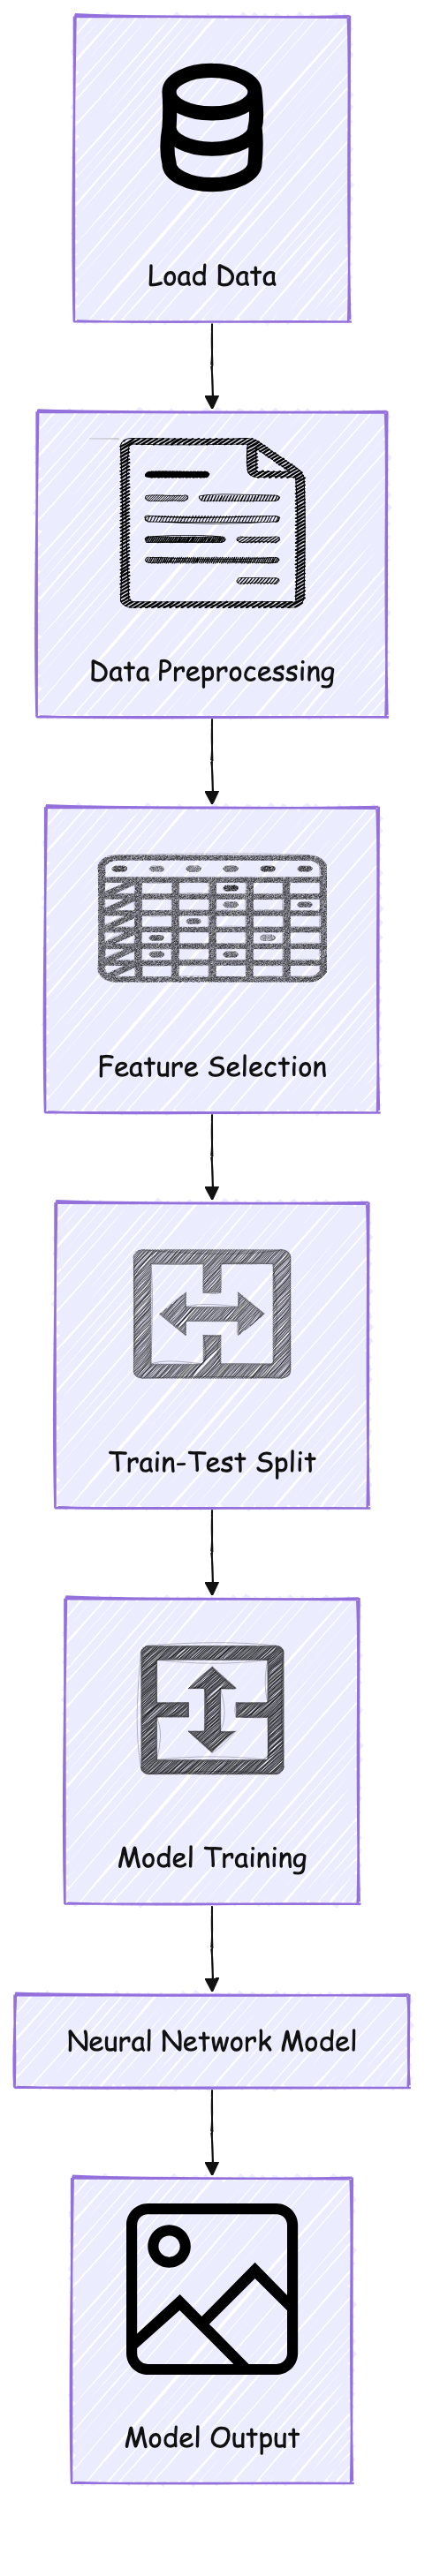 Load Data
Data Preprocessing
Feature Selection
Train-Test Split
Model Training
Neural Network Model
Model Output